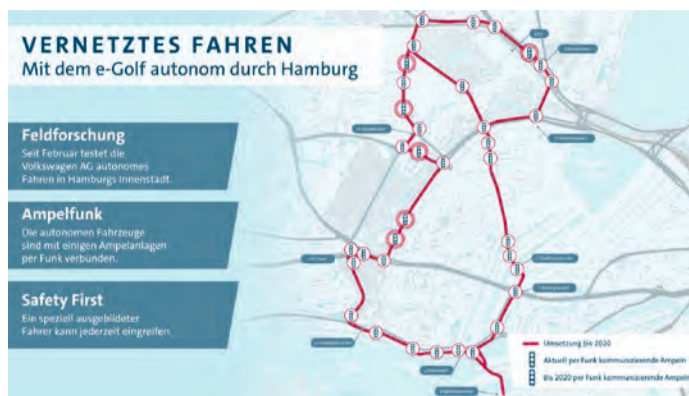 VERNETZTES FAHREN
Mit dem e-Golf autonom durch Hamburg
Feldforschung
Seit Februar testet die
Volkswagen AG autonomes
Fahren in Hamburgs Innenstadt.
Ampelfunk
Die autonomen Fahrzeuge
sind mit einigen Ampelanlagen
per Funk verbunden.
Safety First
Ein speziell ausgebildeter
Fahrer kann jederzeit eingreifen.
Umsetzung bis 2020
Aktuell per Funk kommunizierende Ampeln
Bis 2020 per Funk kommunizierende Ampeln